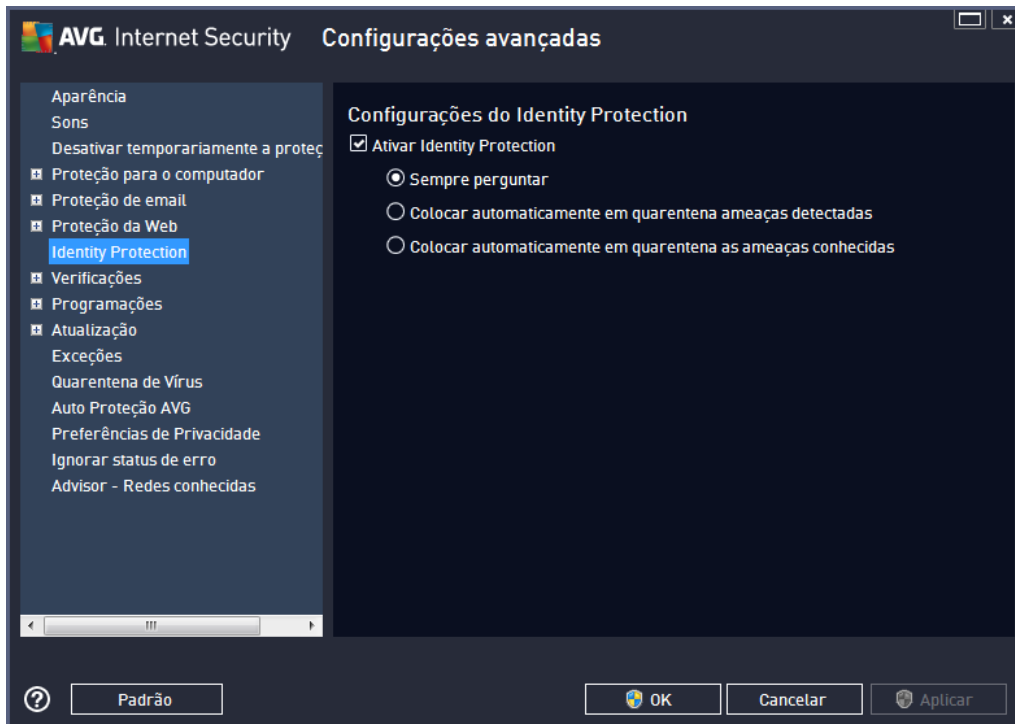 AVG. Internet Security Configurações avançadas
Aparência
Sons
Desativar temporariamente a proteç
Proteção para o computador
Proteção de email
Proteção da Web
Identity Protection
Verificações
Programações
Atualização
Exceções
Quarentena de Vírus
Auto Proteção AVG
Preferências de Privacidade
Ignorar status de erro
Advisor - Redes conhecidas
Configurações do Identity Protection
Ativar Identity Protection
Sempre perguntar
Colocar automaticamente em quarentena ameaças detectadas
Colocar automaticamente em quarentena as ameaças conhecidas
? Padrão OK Cancelar Aplicar